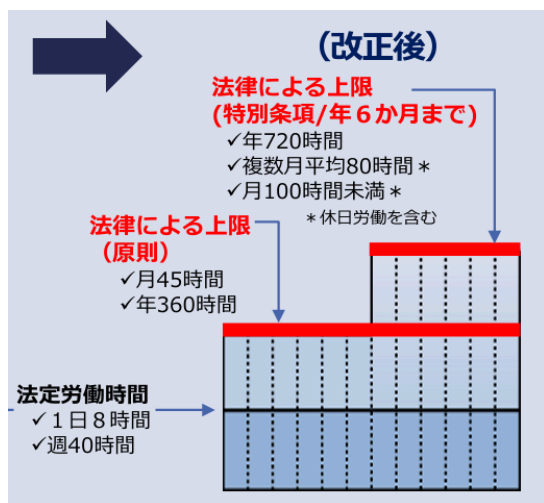 (改正後)
法律による上限
(特別条項/年６か月まで)
✓年720時間
✓複数月平均80時間＊
✓月100時間未満＊
＊休日労働を含む
法律による上限
(原則)
✓月45時間
✓年360時間
法定労働時間
✓１日８時間
✓週40時間